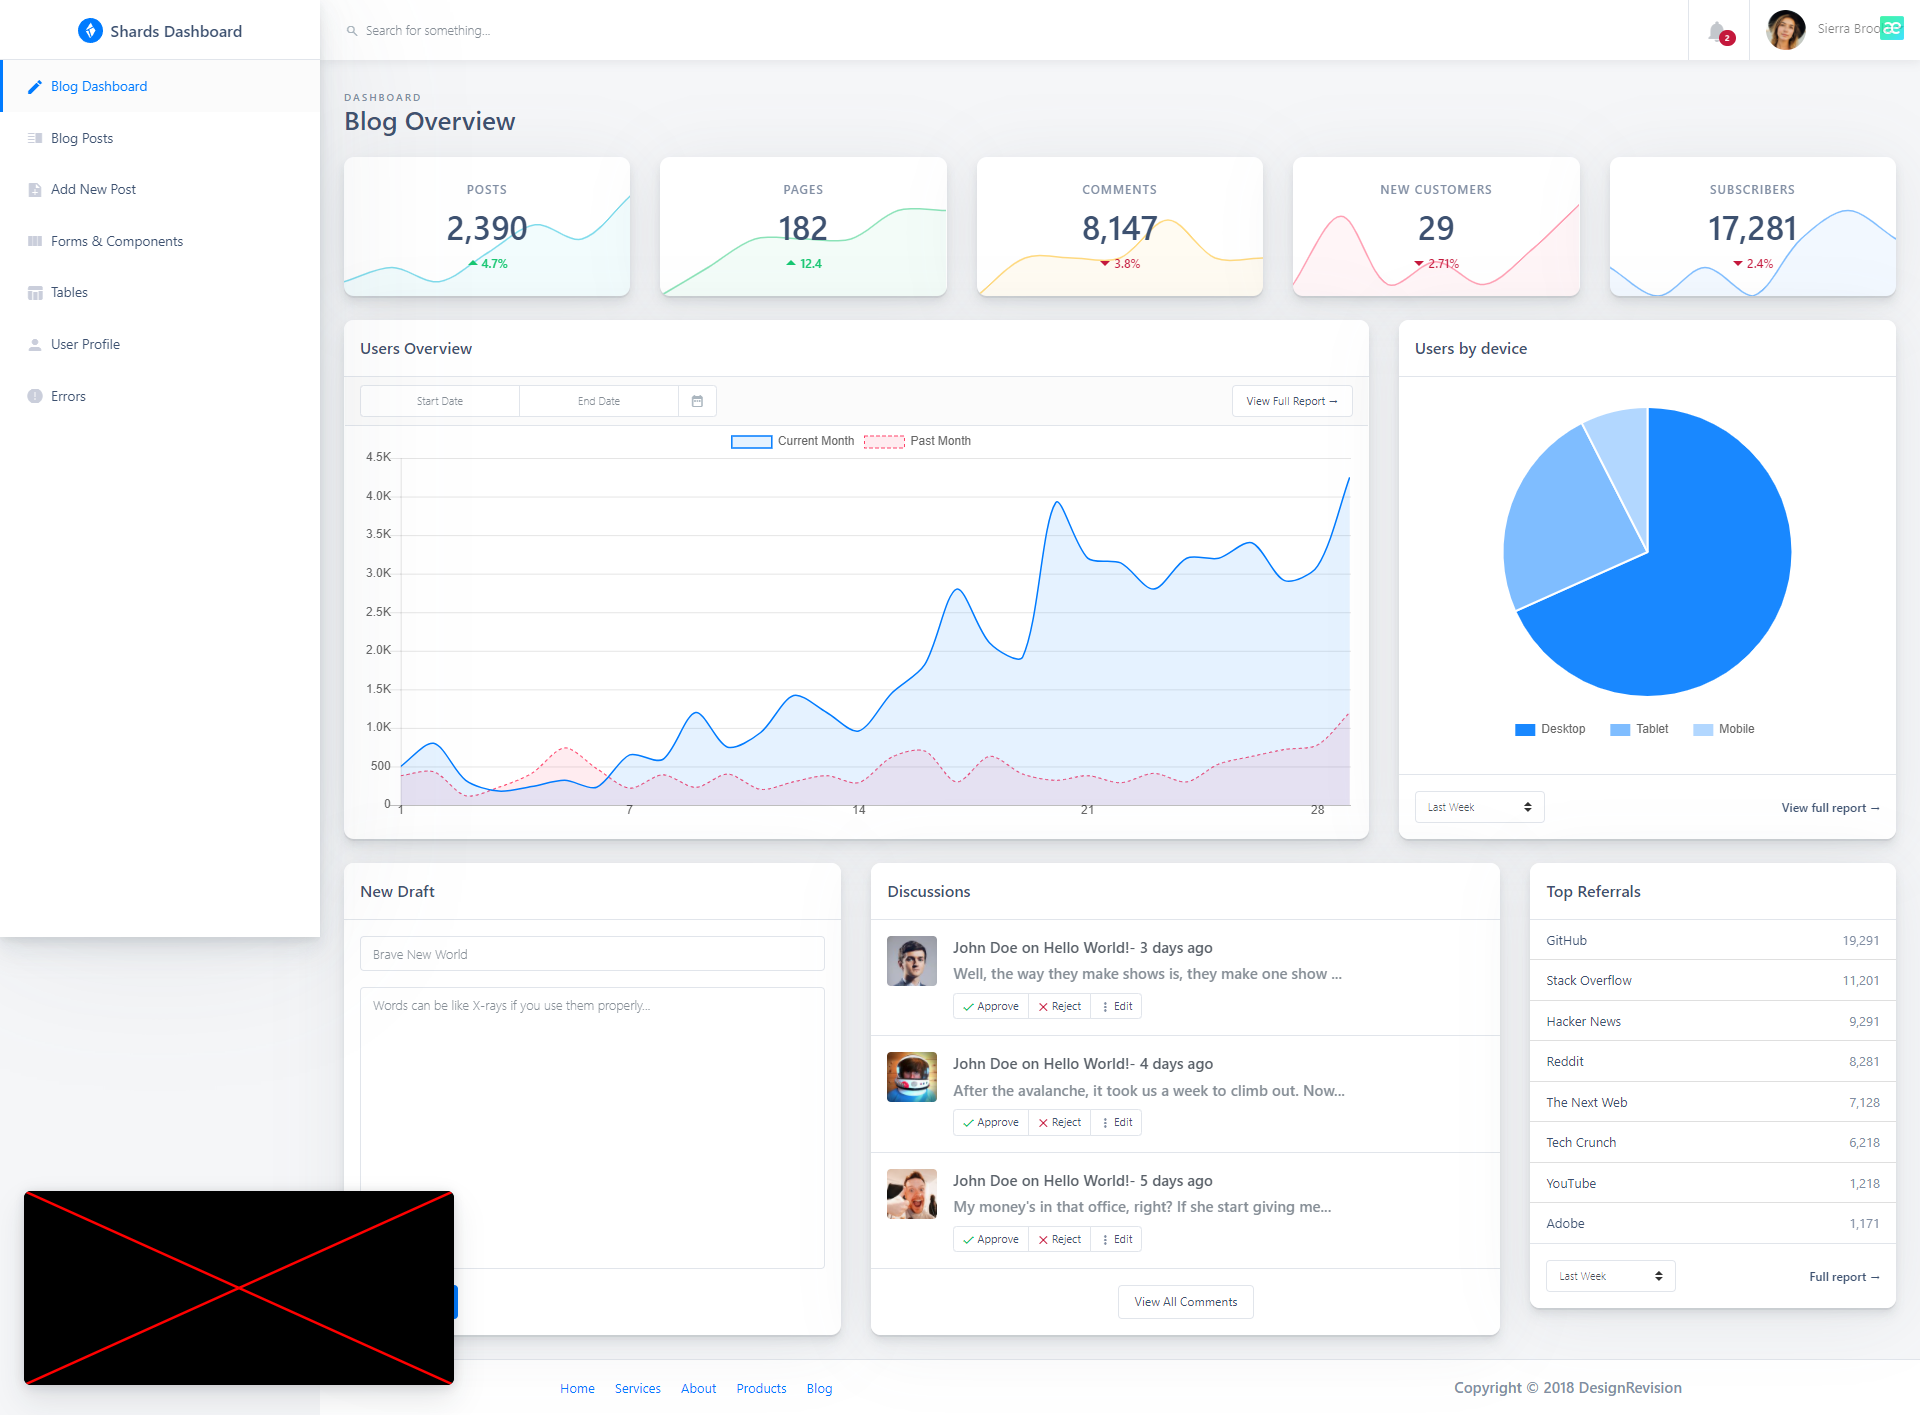 Shards Dashboard
Search for something...
2
Sierra
æ
Blog Dashboard
Blog Posts
Add New Post
Forms & Components
Tables
User Profile
Errors
DASHBOARD
Blog Overview
POSTS
2,390
4.7%
PAGES
182
12.4
COMMENTS
8,147
3.8%
NEW CUSTOMERS
29
2.71%
SUBSCRIBERS
17,281
2.4%
Users Overview
Start Date
End Date
View Full Report →
Current Month
Past Month
4.5K
4.0K
3.5K
3.0K
2.5K
2.0K
1.5K
1.0K
500
0
1
7
14
21
28
Users by device
Desktop
Tablet
Mobile
Last Week
View full report →
New Draft
Brave New World
Words can be like X-rays if you use them properly...
Discussions
John Doe on Hello World!- 3 days ago
Well, the way they make shows is, they make one show ...
Approve
Reject
Edit
John Doe on Hello World!- 4 days ago
After the avalanche, it took us a week to climb out. Now...
Approve
Reject
Edit
John Doe on Hello World!- 5 days ago
My money's in that office, right? If she start giving me...
Approve
Reject
Edit
View All Comments
Top Referrals
GitHub 19,291
Stack Overflow 11,201
Hacker News 9,291
Reddit 8,281
The Next Web 7,128
Tech Crunch 6,218
YouTube 1,218
Adobe 1,171
Last Week
Full report →
Home
Services
About
Products
Blog
Copyright © 2018 DesignRevision